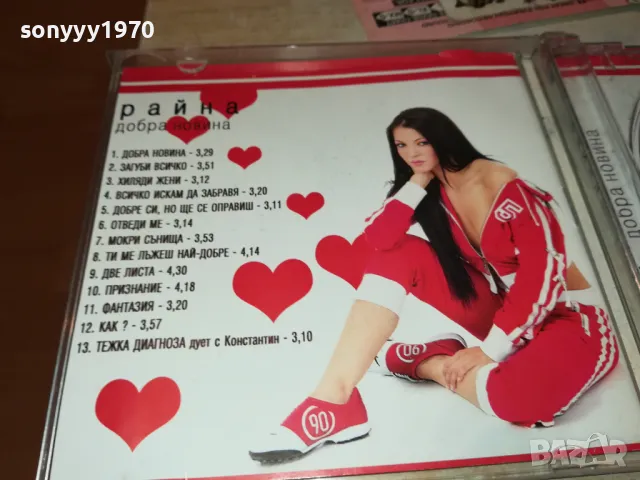 sonyyy1970
райна
добра новина
1. ДОБРА НОВИНА - 3,29
2. ЗАГУБИ ВСИЧКО - 3,51
3. ХИЛЯДИ ЖЕНИ - 3,12
4. ВСИЧКО ИСКАМ ДА ЗАБРАВЯ - 3,20
5. ДОБРЕ СИ, НО ЩЕ СЕ ОПРАВИШ - 3,11
6. ОТВЕДИ МЕ - 3,14
7. МОКРИ СЪНИЩА - 3,53
8. ТИ МЕ ЛЪЖЕШ НАЙ-ДОБРЕ - 4,14
9. ДВЕ ЛИСТА - 4,30
10. ПРИЗНАНИЕ - 4,18
11. ФАНТАЗИЯ - 3,20
12. КАК ? - 3,57
13. ТЕЖКА ДИАГНОЗА дует с Константин - 3,10
90
90
добра новина
BAZAR